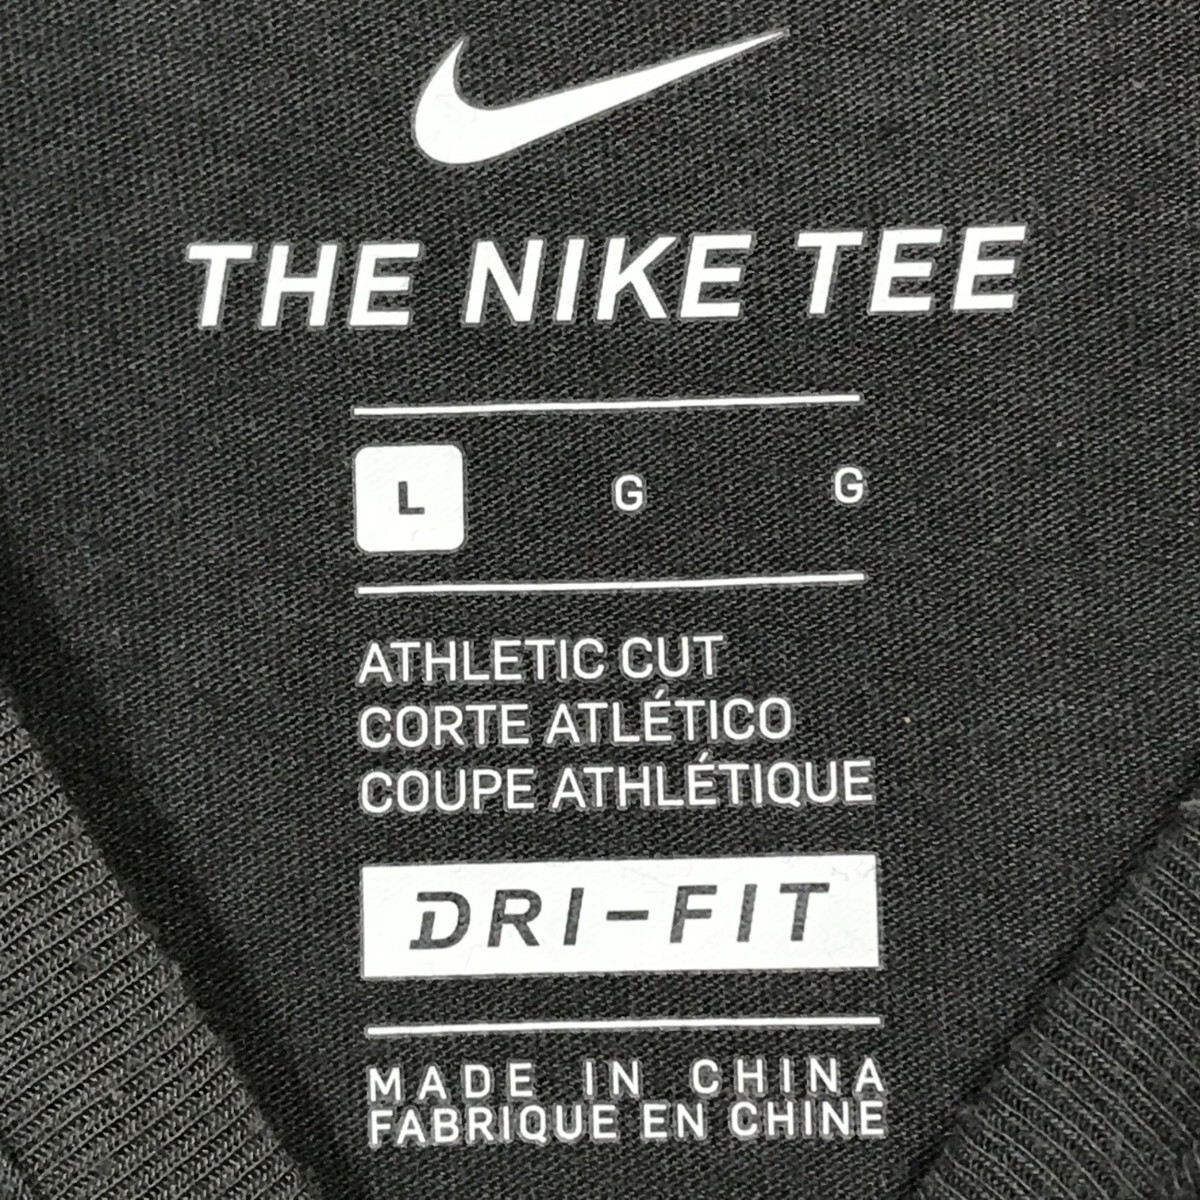 THE NIKE TEE
L G G
ATHLETIC CUT
CORTE ATLÉTICO
COUPE ATHLÉTIQUE
DRI-FIT
MADE IN CHINA
FABRIQUE EN CHINE